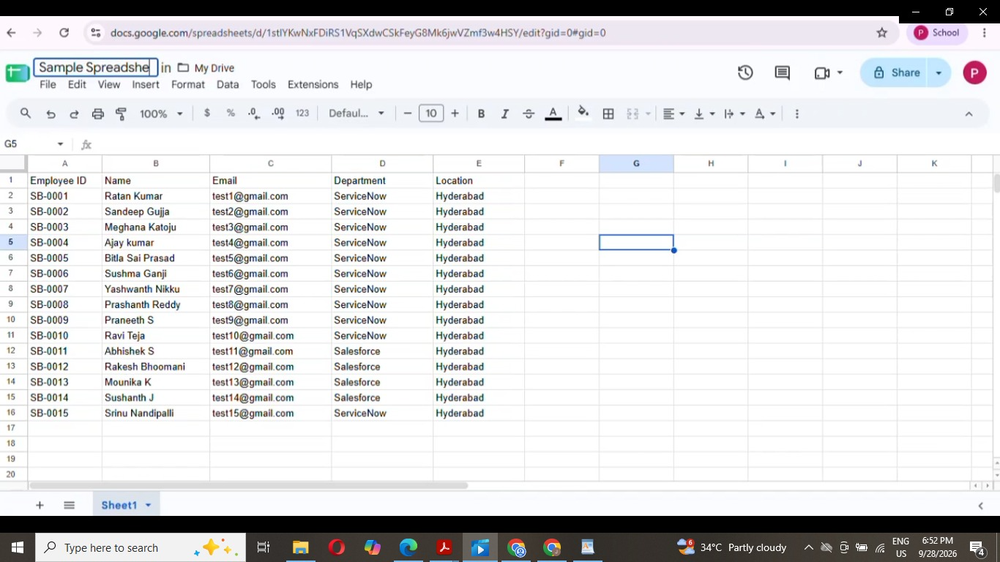 docs.google.com/spreadsheets/d/1stlYKwNxFDiRS1VqSXdwCSkFeyG8Mk6jwVZmf3w4HSY/edit?gid=0#gid=0
P School
Sample Spreadshe in My Drive
File Edit View Insert Format Data Tools Extensions Help
Share
P
100% $ % .0 .00 123 Defaul... − 10 + B I S A A
G5 fx
A B C D E F G H I J K
1 Employee ID Name Email Department Location
2 SB-0001 Ratan Kumar test1@gmail.com ServiceNow Hyderabad
3 SB-0002 Sandeep Gujja test2@gmail.com ServiceNow Hyderabad
4 SB-0003 Meghana Katoju test3@gmail.com ServiceNow Hyderabad
5 SB-0004 Ajay kumar test4@gmail.com ServiceNow Hyderabad
6 SB-0005 Bitla Sai Prasad test5@gmail.com ServiceNow Hyderabad
7 SB-0006 Sushma Ganji test6@gmail.com ServiceNow Hyderabad
8 SB-0007 Yashwanth Nikku test7@gmail.com ServiceNow Hyderabad
9 SB-0008 Prashanth Reddy test8@gmail.com ServiceNow Hyderabad
10 SB-0009 Praneeth S test9@gmail.com ServiceNow Hyderabad
11 SB-0010 Ravi Teja test10@gmail.com ServiceNow Hyderabad
12 SB-0011 Abhishek S test11@gmail.com Salesforce Hyderabad
13 SB-0012 Rakesh Bhoomani test12@gmail.com Salesforce Hyderabad
14 SB-0013 Mounika K test13@gmail.com Salesforce Hyderabad
15 SB-0014 Sushanth J test14@gmail.com Salesforce Hyderabad
16 SB-0015 Srinu Nandipalli test15@gmail.com ServiceNow Hyderabad
17
18
19
20
+ Sheet1
Type here to search
6 34°C Partly cloudy
ENG
US
6:52 PM
9/28/2026
4